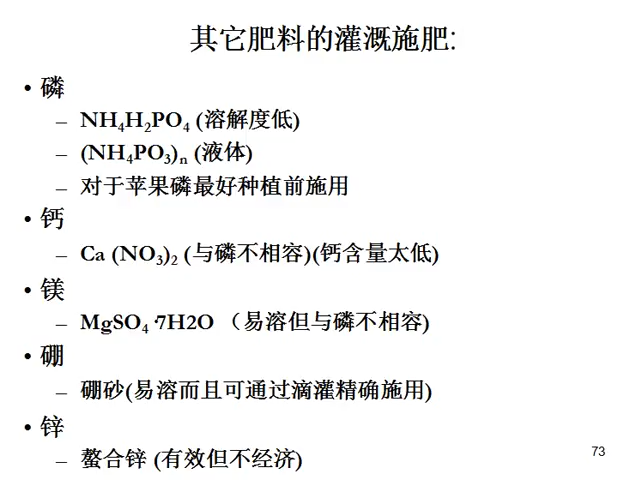 其它肥料的灌溉施肥:
• 磷
– NH₄H₂PO₄ (溶解度低)
– (NH₄PO₃)ₙ (液体)
– 对于苹果磷最好种植前施用
• 钙
– Ca (NO₃)₂ (与磷不相容)(钙含量太低)
• 镁
– MgSO₄ ·7H2O （易溶但与磷不相容)
• 硼
– 硼砂(易溶而且可通过滴灌精确施用)
• 锌
– 螯合锌 (有效但不经济)
73